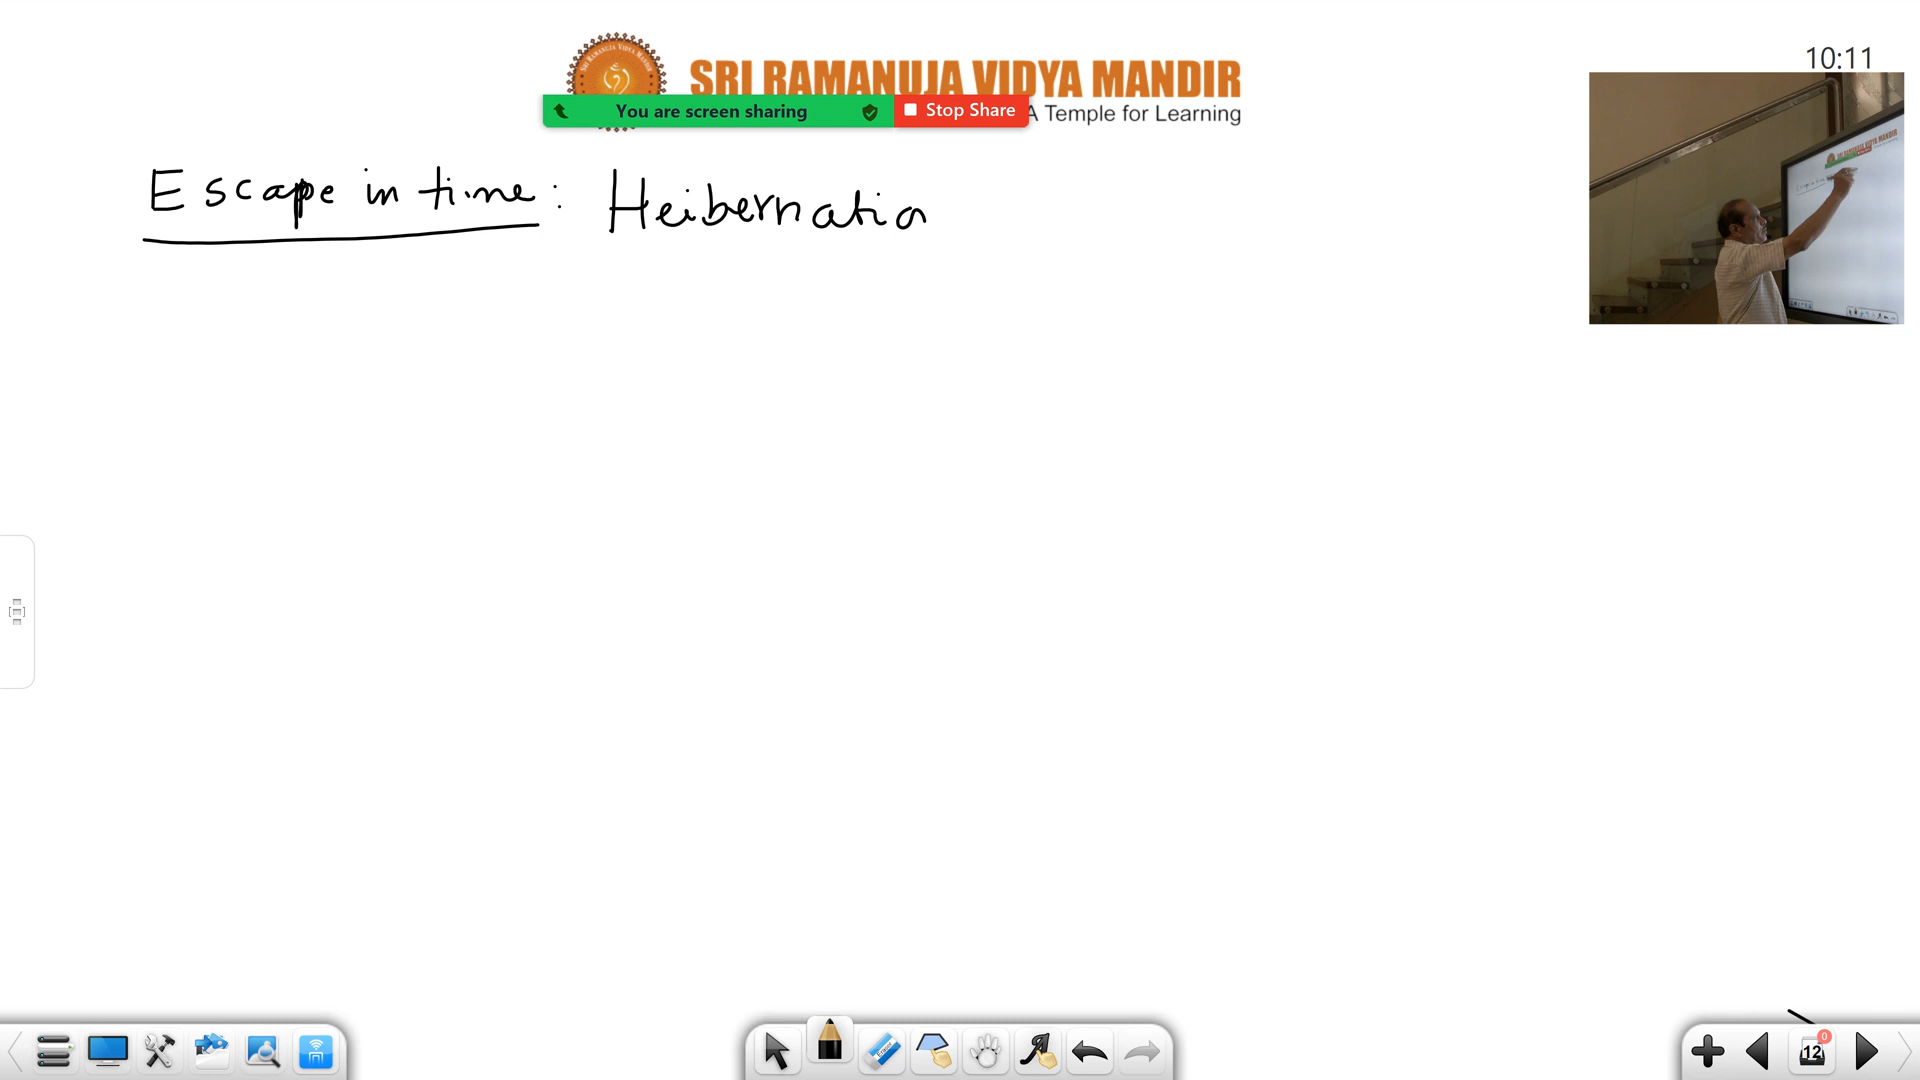 SRI RAMANUJA VIDYA MANDIR
10:11
You are screen sharing
Stop Share
A Temple for Learning
Escape in time: Heibernatio
12
0